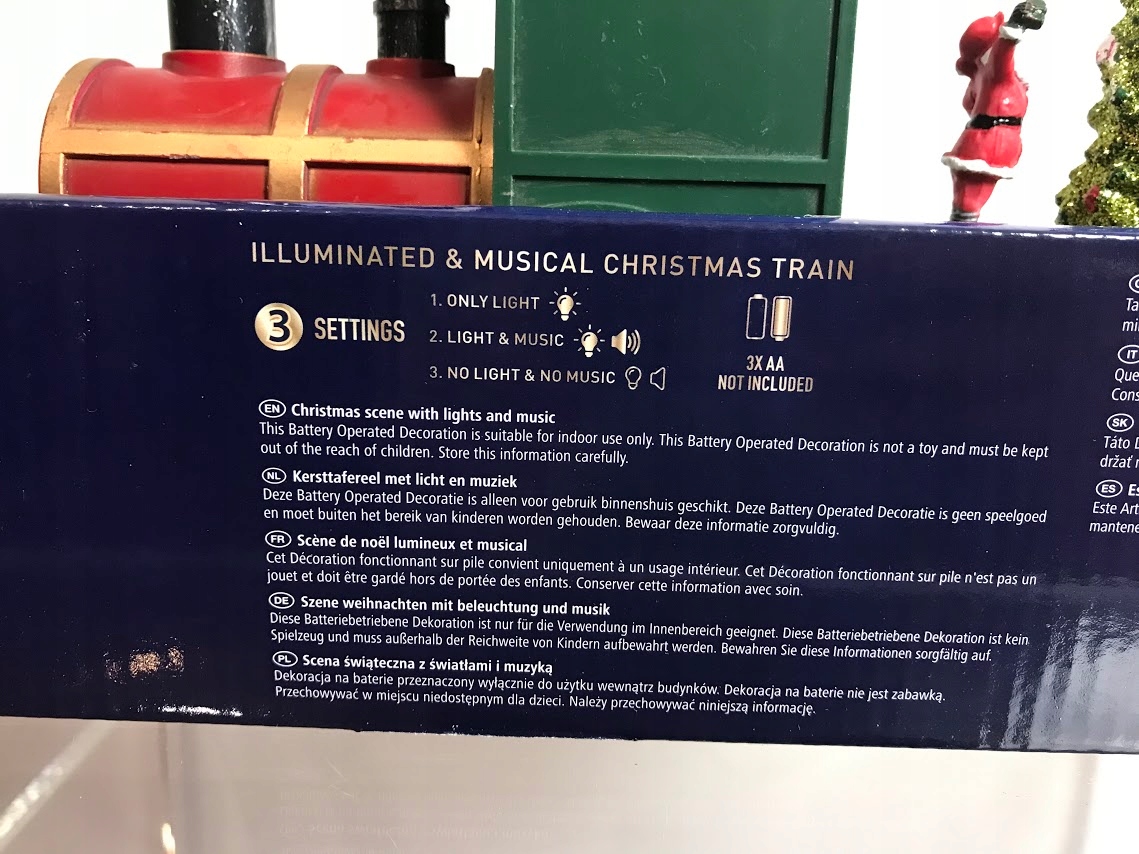 ILLUMINATED & MUSICAL CHRISTMAS TRAIN
3 SETTINGS
1. ONLY LIGHT
2. LIGHT & MUSIC
3. NO LIGHT & NO MUSIC
3X AA
NOT INCLUDED
EN Christmas scene with lights and music
This Battery Operated Decoration is suitable for indoor use only. This Battery Operated Decoration is not a toy and must be kept
out of the reach of children. Store this information carefully.
NL Kersttafereel met licht en muziek
Deze Battery Operated Decoratie is alleen voor gebruik binnenshuis geschikt. Deze Battery Operated Decoratie is geen speelgoed
en moet buiten het bereik van kinderen worden gehouden. Bewaar deze informatie zorgvuldig.
FR Scène de noël lumineux et musical
Cet Décoration fonctionnant sur pile convient uniquement à un usage intérieur. Cet Décoration fonctionnant sur pile n'est pas un
jouet et doit être gardé hors de portée des enfants. Conserver cette information avec soin.
DE Szene weihnachten mit beleuchtung und musik
Diese Batteriebetriebene Dekoration ist nur für die Verwendung im Innenbereich geeignet. Diese Batteriebetriebene Dekoration ist kein
Spielzeug und muss außerhalb der Reichweite von Kindern aufbewahrt werden. Bewahren Sie diese Informationen sorgfältig auf.
PL Scena świąteczna z światłami i muzyką
Dekoracja na baterie przeznaczony wyłącznie do użytku wewnątrz budynków. Dekoracja na baterie nie jest zabawką.
Przechowywać w miejscu niedostępnym dla dzieci. Należy przechowywać niniejszą informację.
IT
Que
Cons
SK
Táto
držať
ES Es
Este Art
mantene